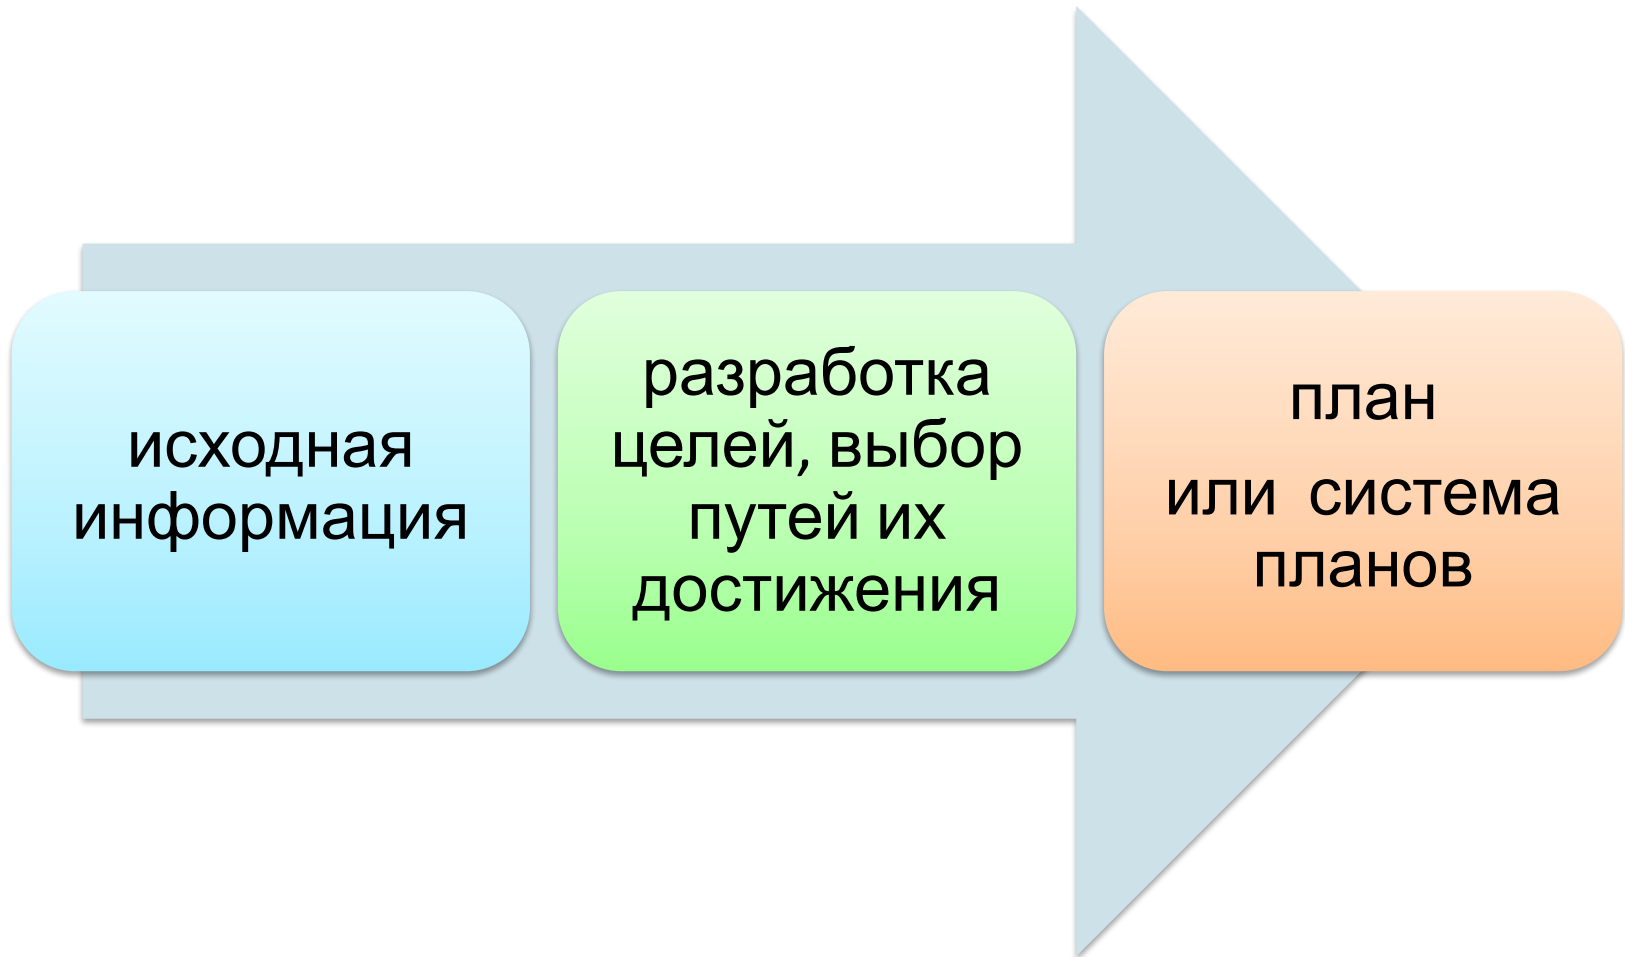 исходная
информация
разработка
целей, выбор
путей их
достижения
план
или система
планов